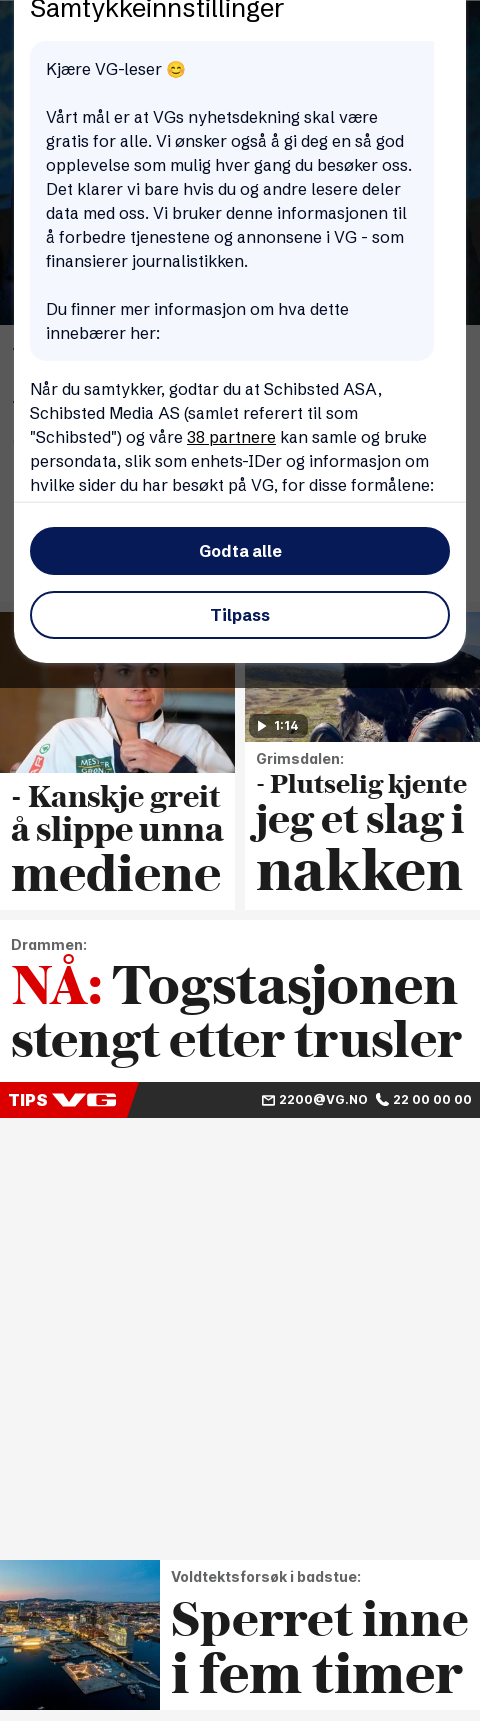 Samtykkeinnstillinger
Kjære VG-leser 😊
Vårt mål er at VGs nyhetsdekning skal være
gratis for alle. Vi ønsker også å gi deg en så god
opplevelse som mulig hver gang du besøker oss.
Det klarer vi bare hvis du og andre lesere deler
data med oss. Vi bruker denne informasjonen til
å forbedre tjenestene og annonsene i VG - som
finansierer journalistikken.
Du finner mer informasjon om hva dette
innebærer her:
Når du samtykker, godtar du at Schibsted ASA,
Schibsted Media AS (samlet referert til som
"Schibsted") og våre 38 partnere kan samle og bruke
persondata, slik som enhets-IDer og informasjon om
hvilke sider du har besøkt på VG, for disse formålene:
Godta alle
Tilpass
MESTER
GRØNN
- Kanskje greit
å slippe unna
mediene
1:14
Grimsdalen:
- Plutselig kjente
jeg et slag i
nakken
Drammen:
NÅ: Togstasjonen
stengt etter trusler
TIPS VG
2200@VG.NO
22 00 00 00
Voldtektsforsøk i badstue:
Sperret inne
i fem timer